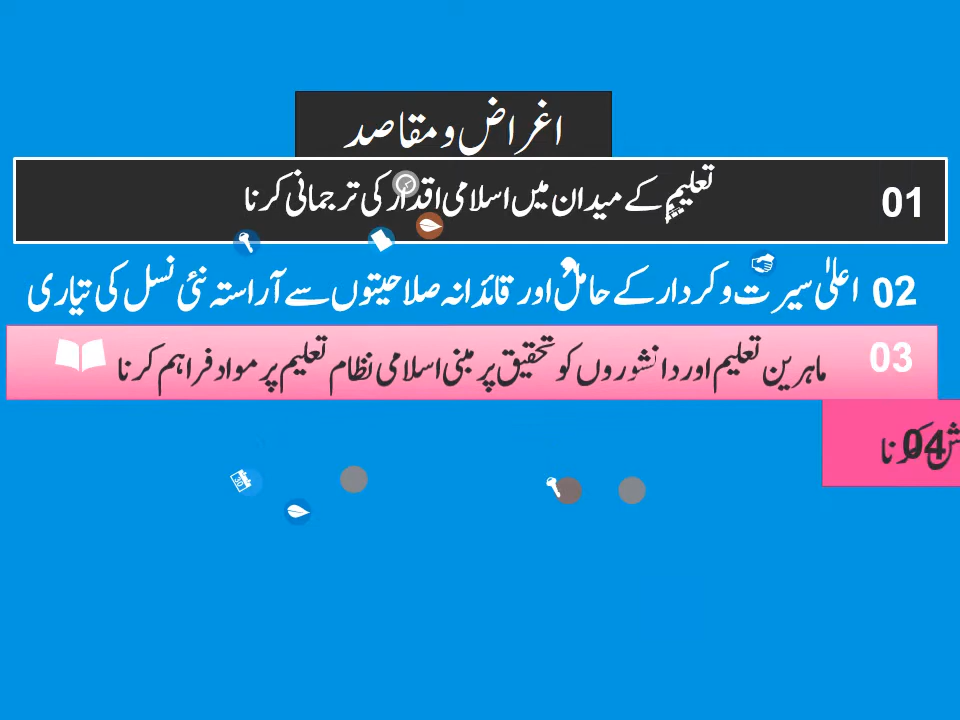 اغراض و مقاصد
01 تعلیم کے میدان میں اسلامی اقدار کی ترجمانی کرنا
02 اعلیٰ سیرت و کردار کے حامل اور قائدانہ صلاحیتوں سے آراستہ نئی نسل کی تیاری
03 ماہرین تعلیم اور دانشوروں کو تحقیق پر مبنی اسلامی نظام تعلیم پر مواد فراہم کرنا
04 کرنا